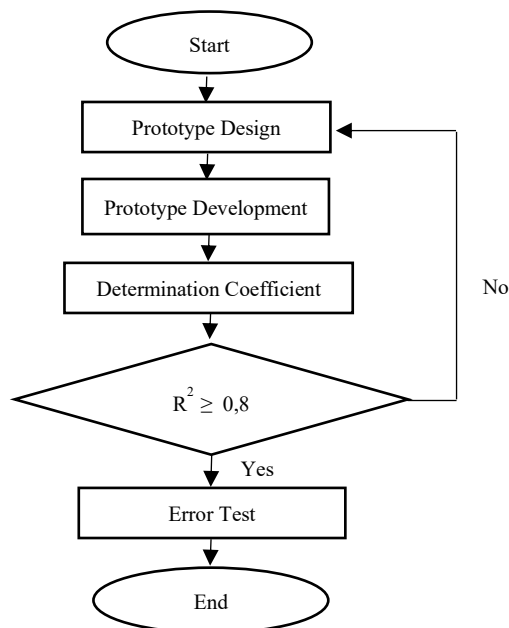 Start
Prototype Design
Prototype Development
Determination Coefficient
No
R² ≥ 0,8
Yes
Error Test
End